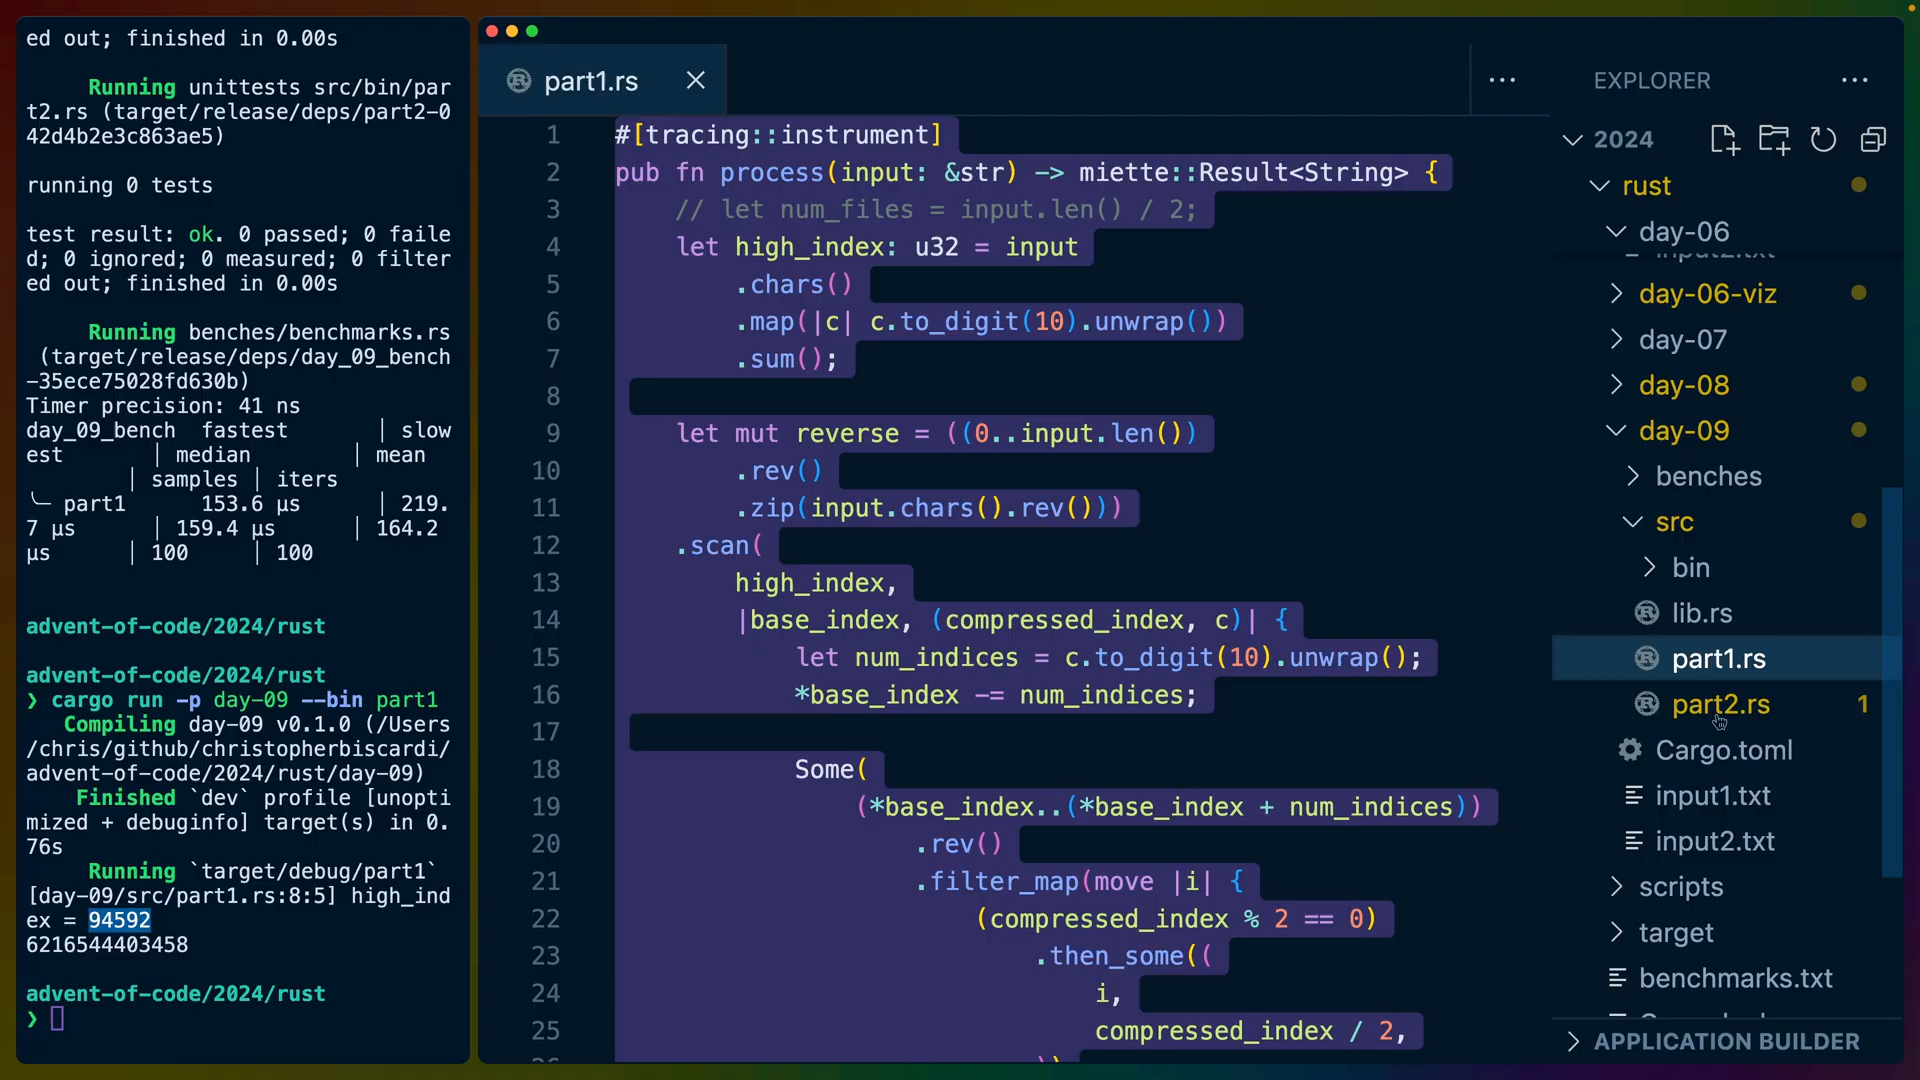 ed out; finished in 0.00s
Running unittests src/bin/par
t2.rs (target/release/deps/part2-0
42d4b2e3c863ae5)
running 0 tests
test result: ok. 0 passed; 0 faile
d; 0 ignored; 0 measured; 0 filter
ed out; finished in 0.00s
Running benches/benchmarks.rs
(target/release/deps/day_09_bench
-35ece75028fd630b)
Timer precision: 41 ns
day_09_bench  fastest       │ slow
est      │ median        │ mean
│ samples │ iters
╰─ part1      153.6 µs      │ 219.
7 µs      │ 159.4 µs      │ 164.2
µs      │ 100     │ 100
advent-of-code/2024/rust
advent-of-code/2024/rust
❯ cargo run -p day-09 --bin part1
Compiling day-09 v0.1.0 (/Users
/chris/github/christopherbiscardi/
advent-of-code/2024/rust/day-09)
Finished `dev` profile [unopti
mized + debuginfo] target(s) in 0.
76s
Running `target/debug/part1`
[day-09/src/part1.rs:8:5] high_ind
ex = 94592
6216544403458
advent-of-code/2024/rust
❯
part1.rs
1 #[tracing::instrument]
2 pub fn process(input: &str) -> miette::Result<String> {
3 // let num_files = input.len() / 2;
4 let high_index: u32 = input
5 .chars()
6 .map(|c| c.to_digit(10).unwrap())
7 .sum();
8
9 let mut reverse = ((0..input.len())
10 .rev()
11 .zip(input.chars().rev()))
12 .scan(
13 high_index,
14 |base_index, (compressed_index, c)| {
15 let num_indices = c.to_digit(10).unwrap();
16 *base_index -= num_indices;
17
18 Some(
19 (*base_index..(*base_index + num_indices))
20 .rev()
21 .filter_map(move |i| {
22 (compressed_index % 2 == 0)
23 .then_some((
24 i,
25 compressed_index / 2,
26 ))
EXPLORER
2024
rust
day-06
input2.txt
day-06-viz
day-07
day-08
day-09
benches
src
bin
lib.rs
part1.rs
part2.rs 1
Cargo.toml
input1.txt
input2.txt
scripts
target
benchmarks.txt
APPLICATION BUILDER